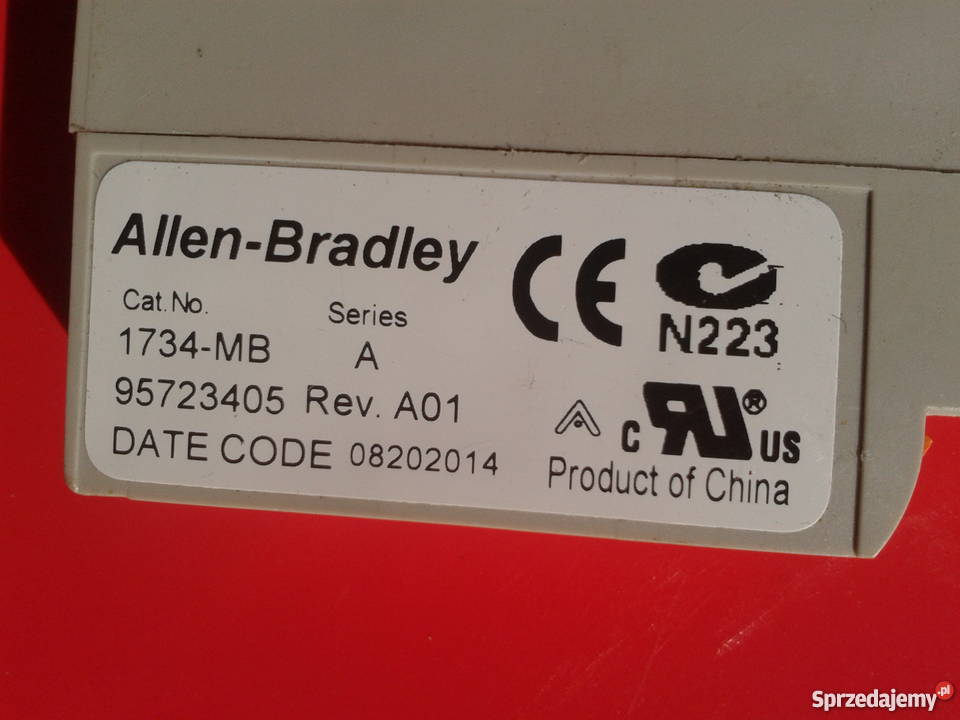 Allen-Bradley
CE
N223
Cat. No. Series
1734-MB A
95723405 Rev. A01
DATE CODE 08202014
c RU® US
Product of China
Sprzedajemy.pl